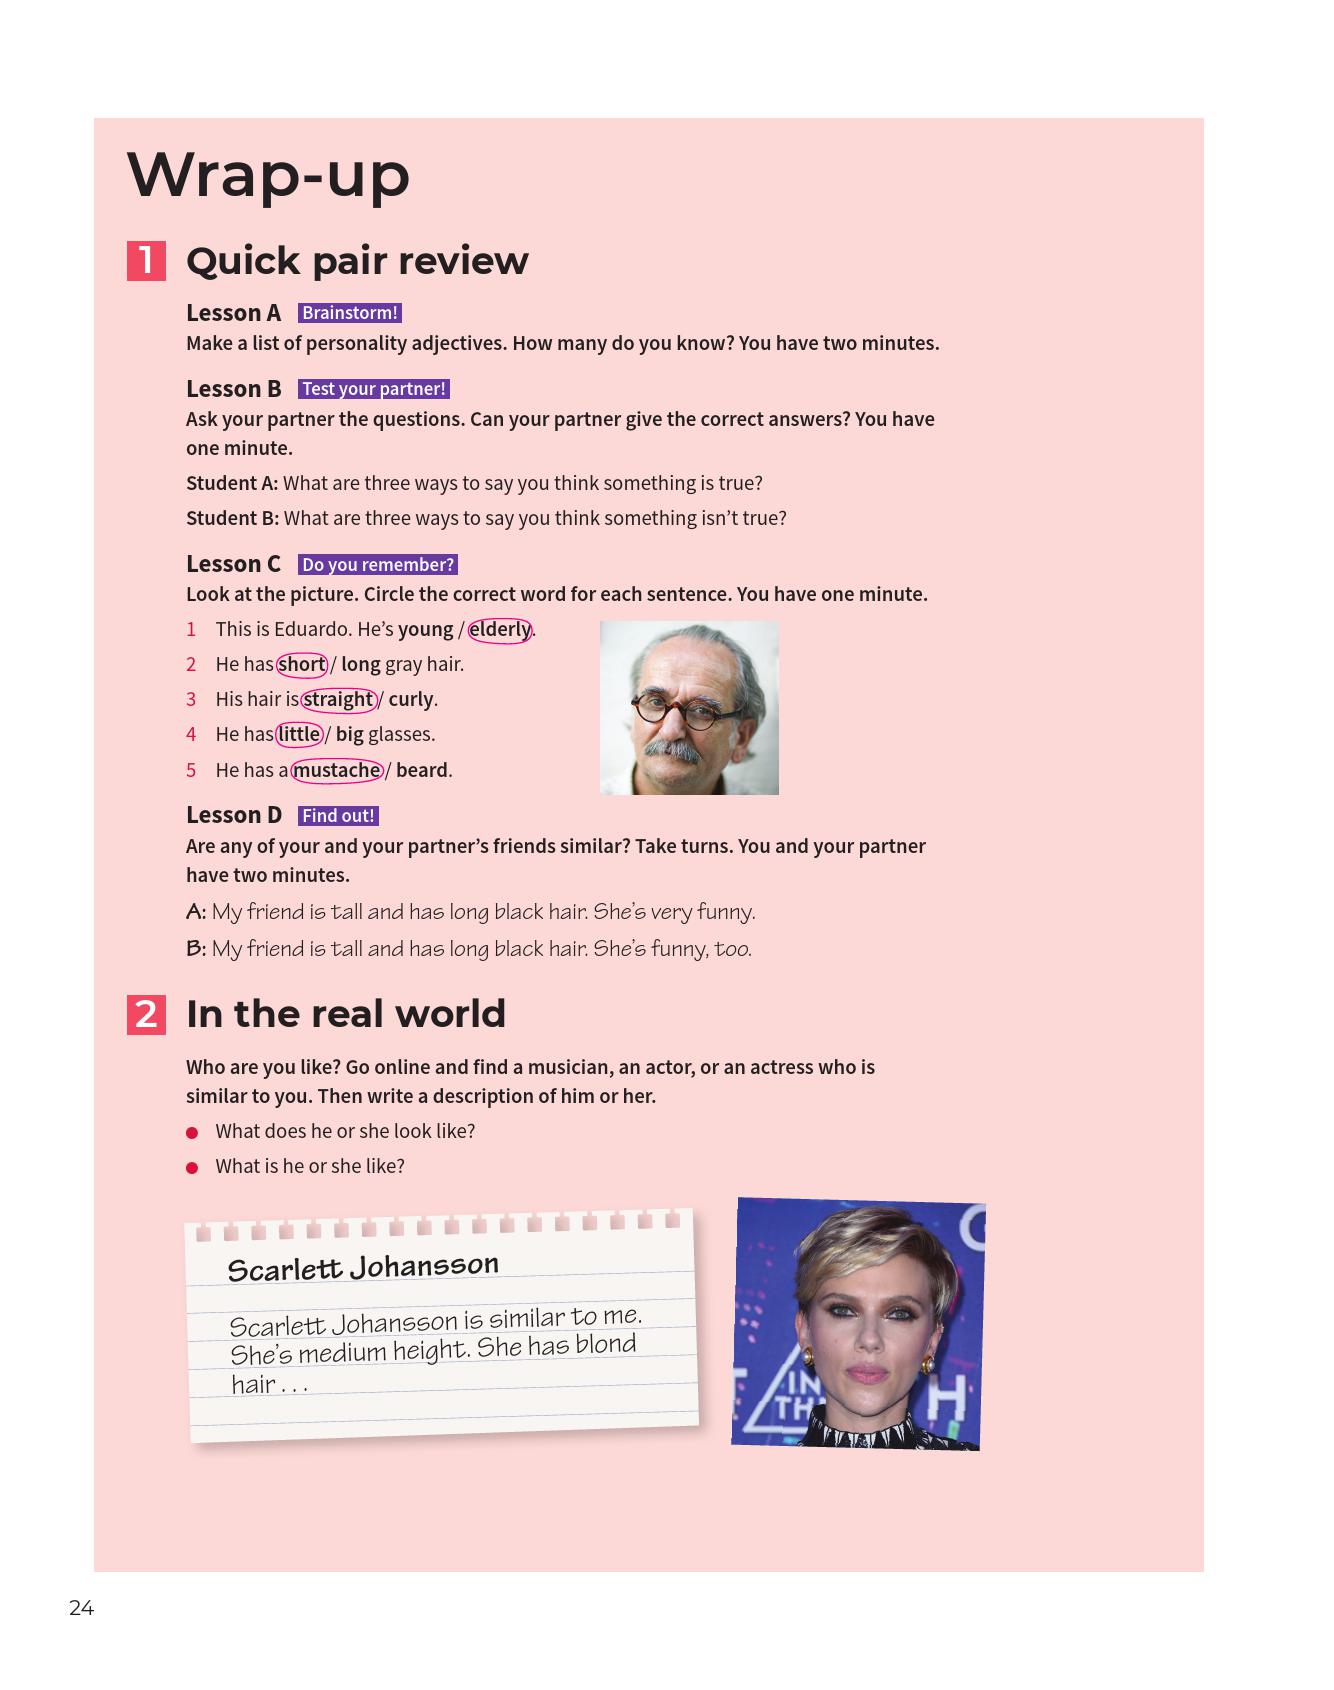 Wrap-up
1 Quick pair review
Lesson A Brainstorm!
Make a list of personality adjectives. How many do you know? You have two minutes.
Lesson B Test your partner!
Ask your partner the questions. Can your partner give the correct answers? You have
one minute.
Student A: What are three ways to say you think something is true?
Student B: What are three ways to say you think something isn’t true?
Lesson C Do you remember?
Look at the picture. Circle the correct word for each sentence. You have one minute.
1 This is Eduardo. He’s young / elderly.
2 He has short / long gray hair.
3 His hair is straight / curly.
4 He has little / big glasses.
5 He has a mustache / beard.
Lesson D Find out!
Are any of your and your partner’s friends similar? Take turns. You and your partner
have two minutes.
A: My friend is tall and has long black hair. She’s very funny.
B: My friend is tall and has long black hair. She’s funny, too.
2 In the real world
Who are you like? Go online and find a musician, an actor, or an actress who is
similar to you. Then write a description of him or her.
● What does he or she look like?
● What is he or she like?
Scarlett Johansson
Scarlett Johansson is similar to me.
She’s medium height. She has blond
hair . . .
IN
TH
H
24